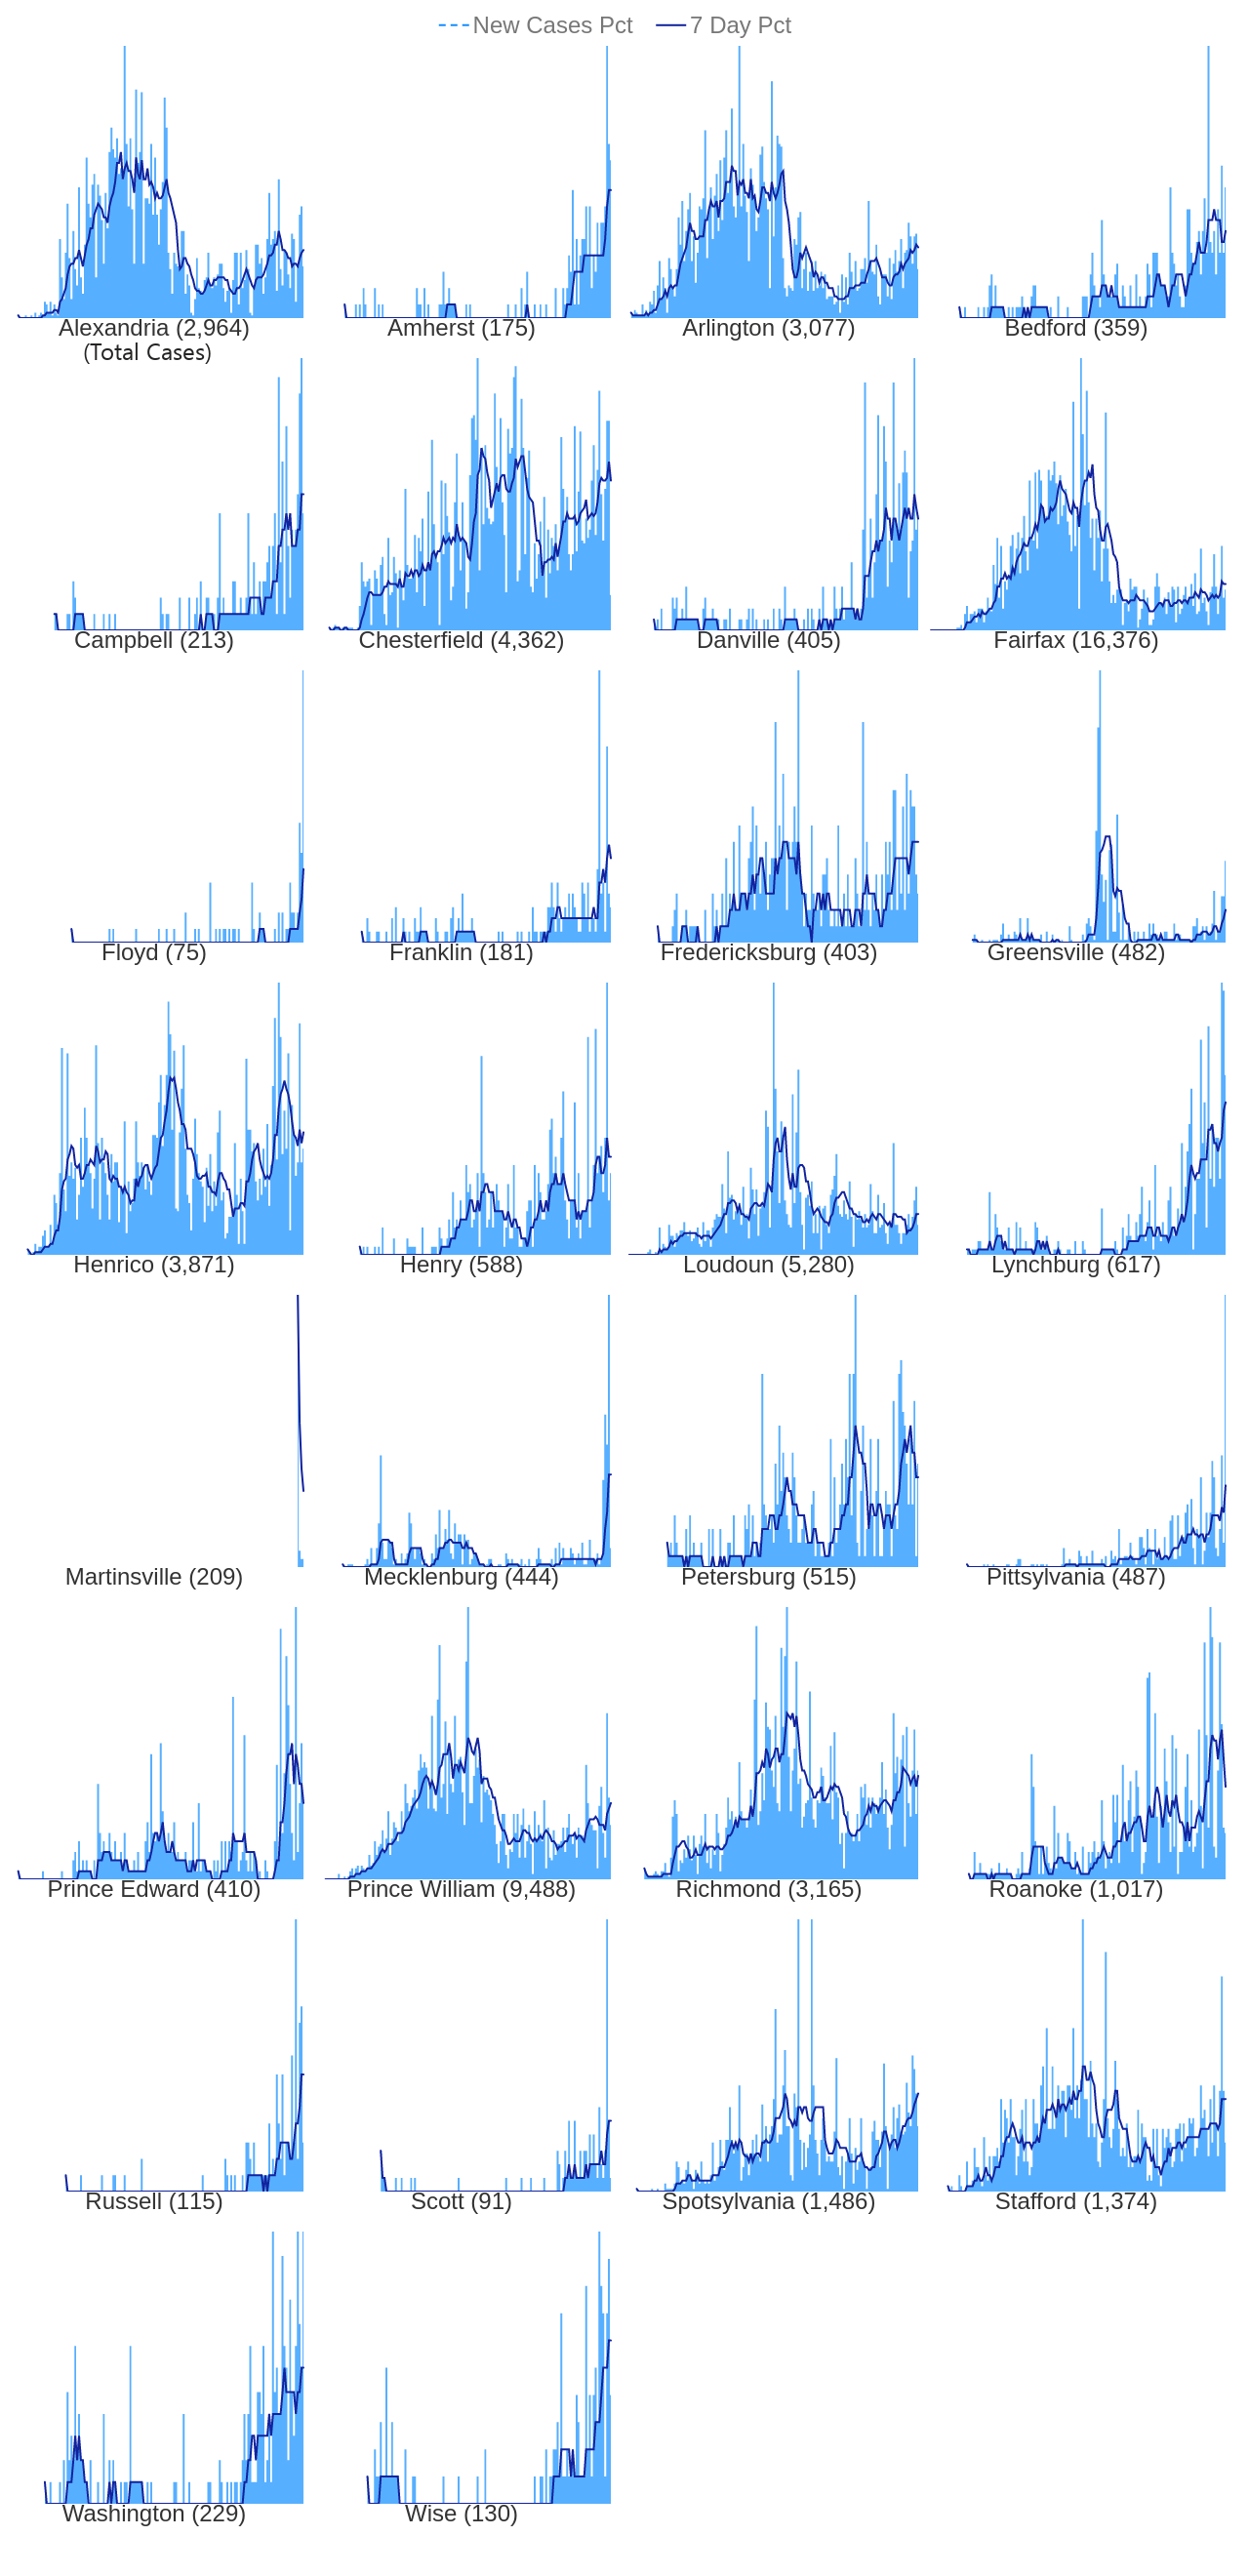 New Cases Pct 7 Day Pct
Alexandria (2,964) Amherst (175) Arlington (3,077) Bedford (359)
(Total Cases)
Campbell (213) Chesterfield (4,362) Danville (405) Fairfax (16,376)
Floyd (75) Franklin (181) Fredericksburg (403) Greensville (482)
Henrico (3,871) Henry (588) Loudoun (5,280) Lynchburg (617)
Martinsville (209) Mecklenburg (444) Petersburg (515) Pittsylvania (487)
Prince Edward (410) Prince William (9,488) Richmond (3,165) Roanoke (1,017)
Russell (115) Scott (91) Spotsylvania (1,486) Stafford (1,374)
Washington (229) Wise (130)